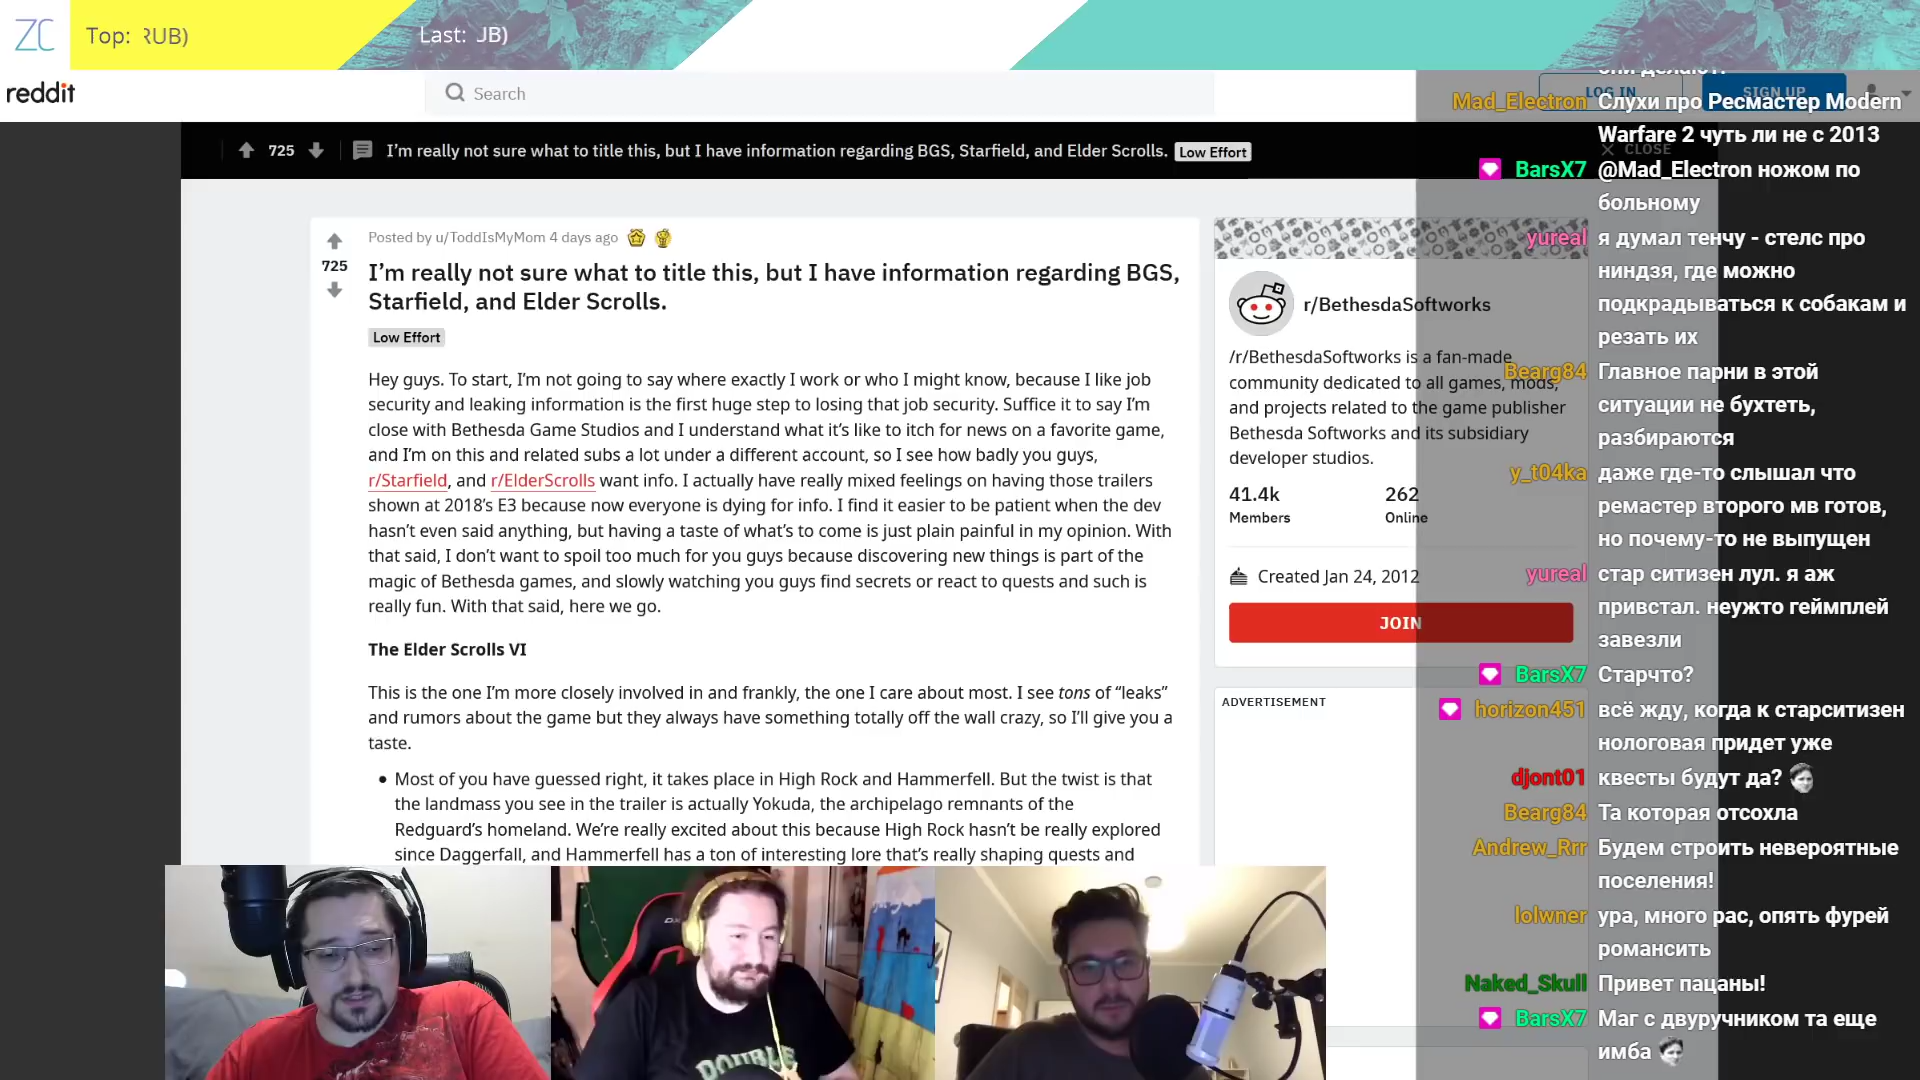 ZC
Top: RUB)
Last: JB)
reddit
Search
LOG IN
SIGN UP
725
I'm really not sure what to title this, but I have information regarding BGS, Starfield, and Elder Scrolls. Low Effort
CLOSE
Posted by u/ToddIsMyMom 4 days ago
725
I'm really not sure what to title this, but I have information regarding BGS,
Starfield, and Elder Scrolls.
Low Effort
Hey guys. To start, I'm not going to say where exactly I work or who I might know, because I like job
security and leaking information is the first huge step to losing that job security. Suffice it to say I'm
close with Bethesda Game Studios and I understand what it's like to itch for news on a favorite game,
and I'm on this and related subs a lot under a different account, so I see how badly you guys,
r/Starfield, and r/ElderScrolls want info. I actually have really mixed feelings on having those trailers
shown at 2018's E3 because now everyone is dying for info. I find it easier to be patient when the dev
hasn't even said anything, but having a taste of what's to come is just plain painful in my opinion. With
that said, I don't want to spoil too much for you guys because discovering new things is part of the
magic of Bethesda games, and slowly watching you guys find secrets or react to quests and such is
really fun. With that said, here we go.
The Elder Scrolls VI
This is the one I'm more closely involved in and frankly, the one I care about most. I see tons of "leaks"
and rumors about the game but they always have something totally off the wall crazy, so I'll give you a
taste.
Most of you have guessed right, it takes place in High Rock and Hammerfell. But the twist is that
the landmass you see in the trailer is actually Yokuda, the archipelago remnants of the
Redguard's homeland. We're really excited about this because High Rock hasn't be really explored
since Daggerfall, and Hammerfell has a ton of interesting lore that's really shaping quests and
r/BethesdaSoftworks
/r/BethesdaSoftworks is a fan-made
community dedicated to all games, mods,
and projects related to the game publisher
Bethesda Softworks and its subsidiary
developer studios.
41.4k 262
Members Online
Created Jan 24, 2012
JOIN
ADVERTISEMENT
они делают?
Mad_Electron Слухи про Ресмастер Modern
Warfare 2 чуть ли не с 2013
BarsX7 @Mad_Electron ножом по
больному
yureal я думал тенчу - стелс про
ниндзя, где можно
подкрадываться к собакам и
резать их
Bearg84 Главное парни в этой
ситуации не бухтеть,
разбираются
y_t04ka даже где-то слышал что
ремастер второго мв готов,
но почему-то не выпущен
yureal стар ситизен лул. я аж
привстал. неужто геймплей
завезли
BarsX7 Старчто?
horizon451 всё жду, когда к старситизен
нологовая придет уже
djont01 квесты будут да?
Bearg84 Та которая отсохла
Andrew_Rrr Будем строить невероятные
поселения!
lolwner ура, много рас, опять фурей
романсить
Naked_Skull Привет пацаны!
BarsX7 Маг с двуручником та еще
имба
DOUBLE